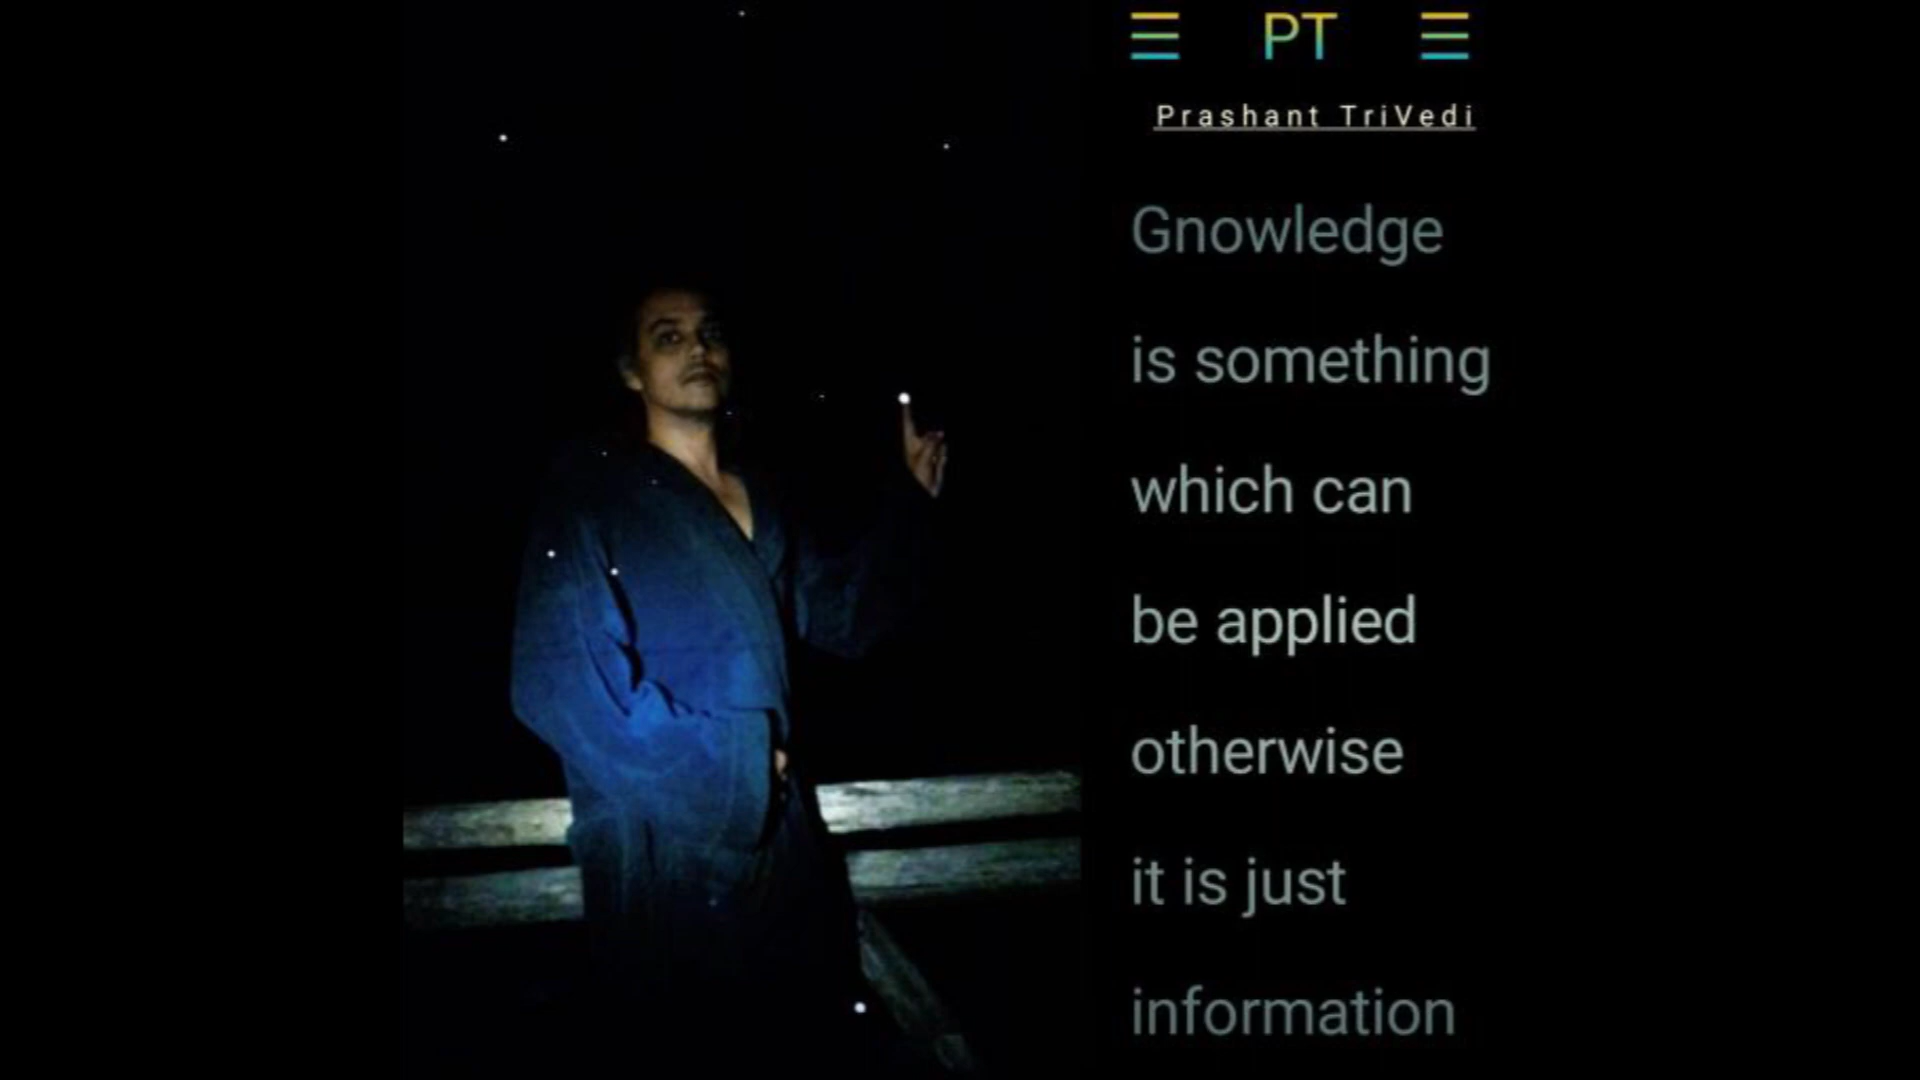 ☰ PT ☰
Prashant TriVedi
Gnowledge
is something
which can
be applied
otherwise
it is just
information